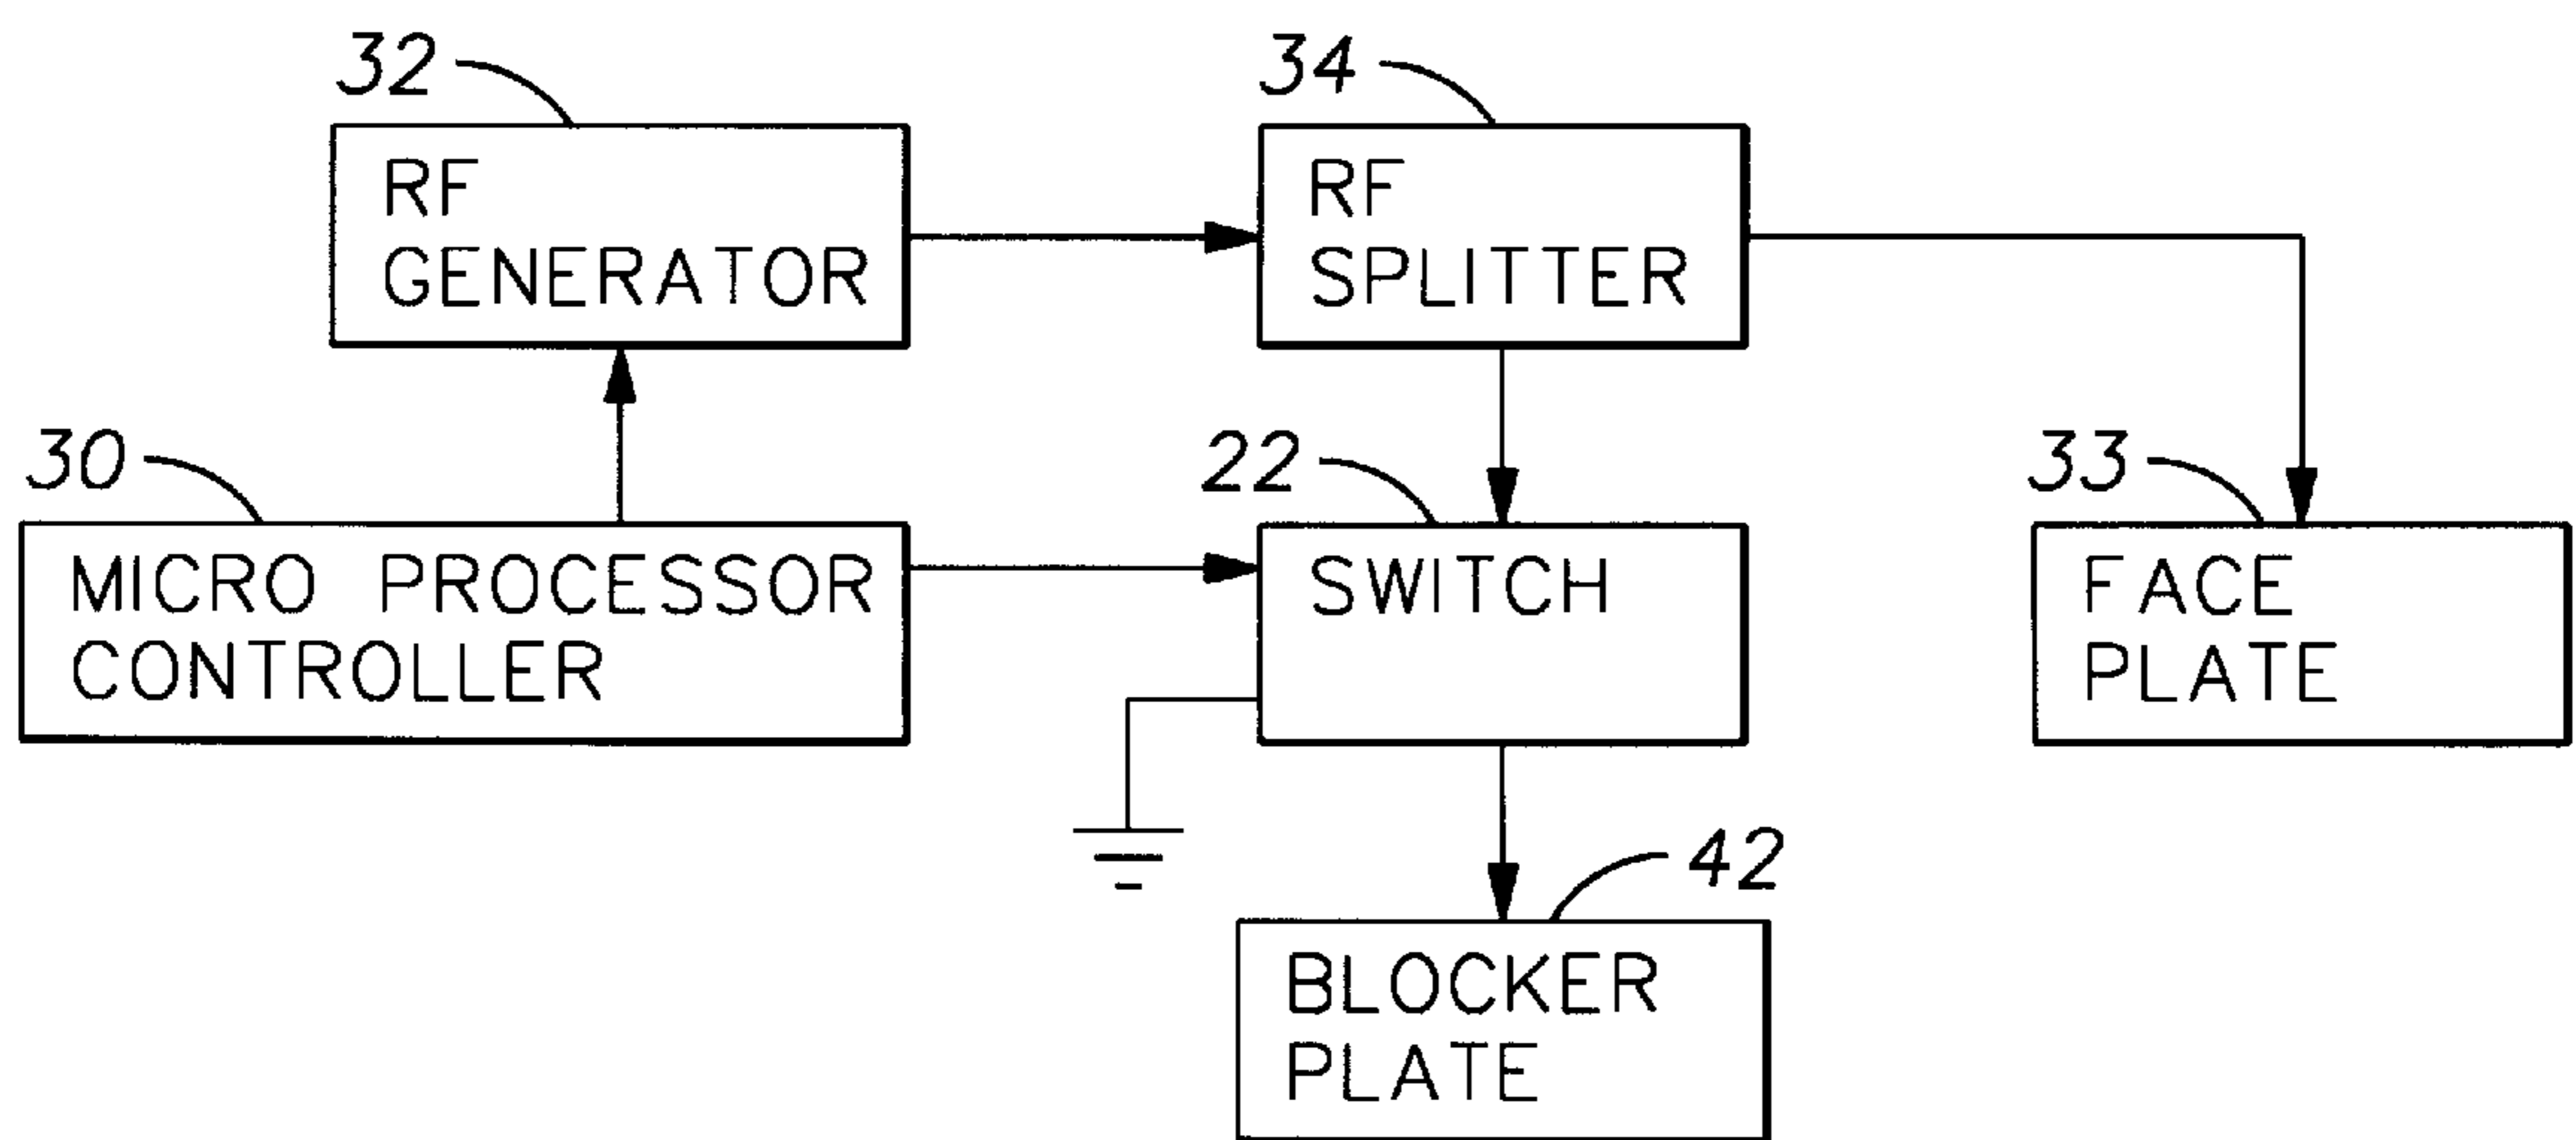 32
34
RF
GENERATOR
RF
SPLITTER
30
22
33
MICRO PROCESSOR
CONTROLLER
SWITCH
FACE
PLATE
42
BLOCKER
PLATE